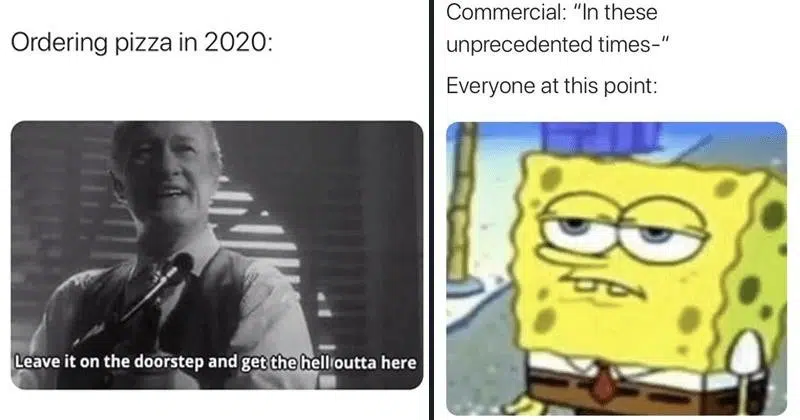 Ordering pizza in 2020:
Leave it on the doorstep and get the hell outta here
Commercial: “In these
unprecedented times-“
Everyone at this point: